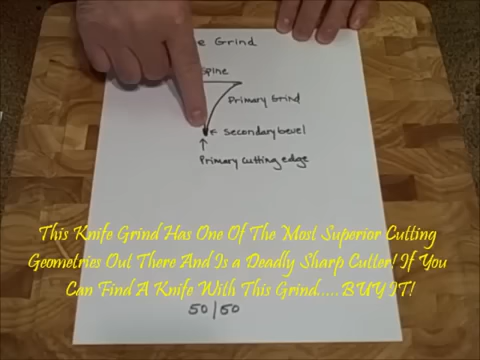 e Grind
Spine
Primary Grind
Secondary bevel
Primary Cutting edge
This Knife Grind Has One Of The Most Superior Cutting
Geometries Out There And Is a Deadly Sharp Cutter! If You
Can Find A Knife With This Grind..... BUY IT!
50/50